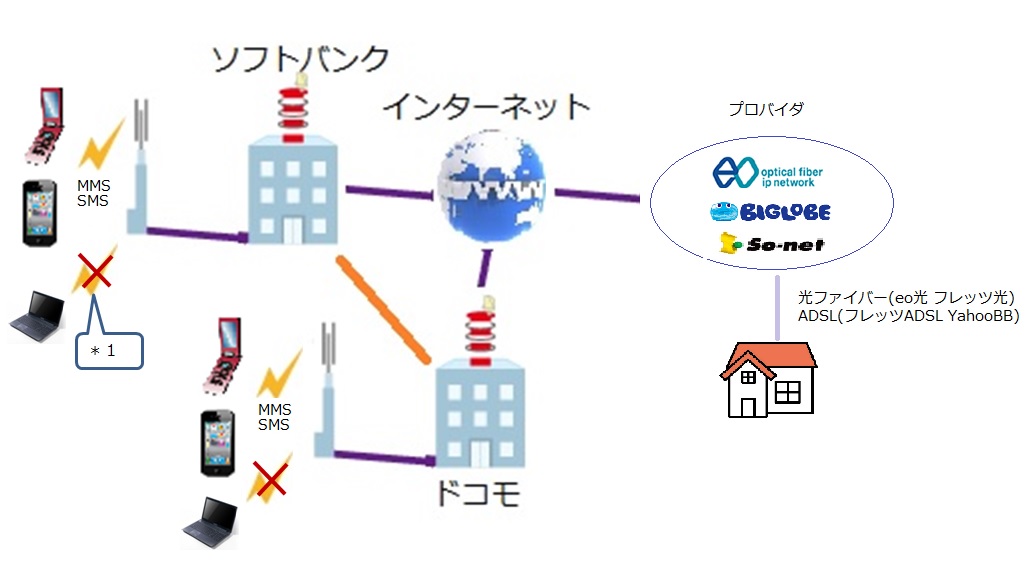 ソフトバンク
インターネット
プロバイダ
MMS
SMS
WWW
eo optical fiber
ip network
BIGLOBE
So-net
光ファイバー(eo光 フレッツ光)
ADSL(フレッツADSL YahooBB)
＊1
MMS
SMS
ドコモ